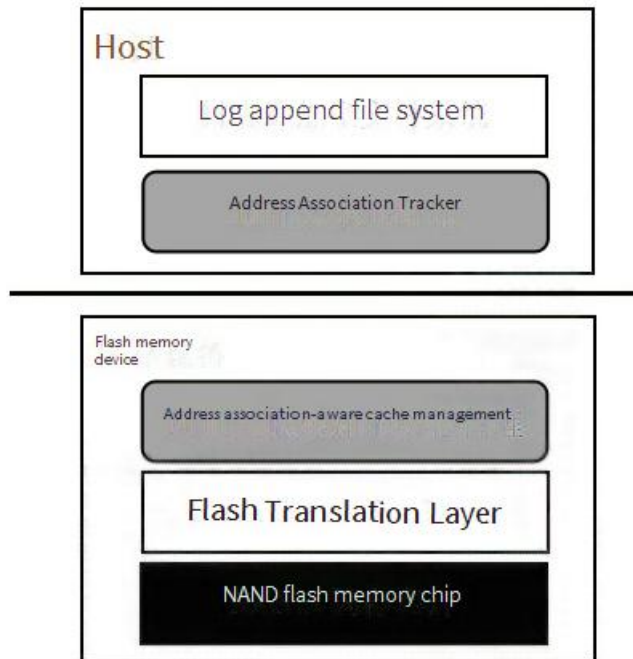 Host
Log append file system
Address Association Tracker
Flash memory
device
Address association-aware cache management
Flash Translation Layer
NAND flash memory chip